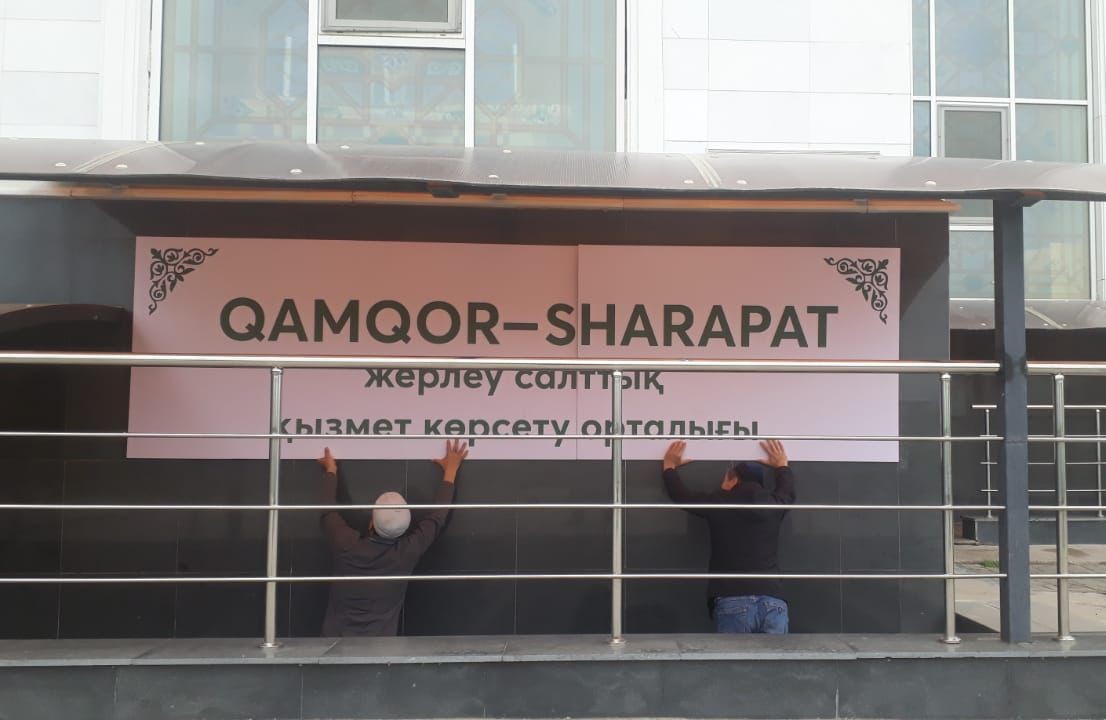 QAMQOR–SHARAPAT
жерлеу салттық
қызмет көрсету орталығы